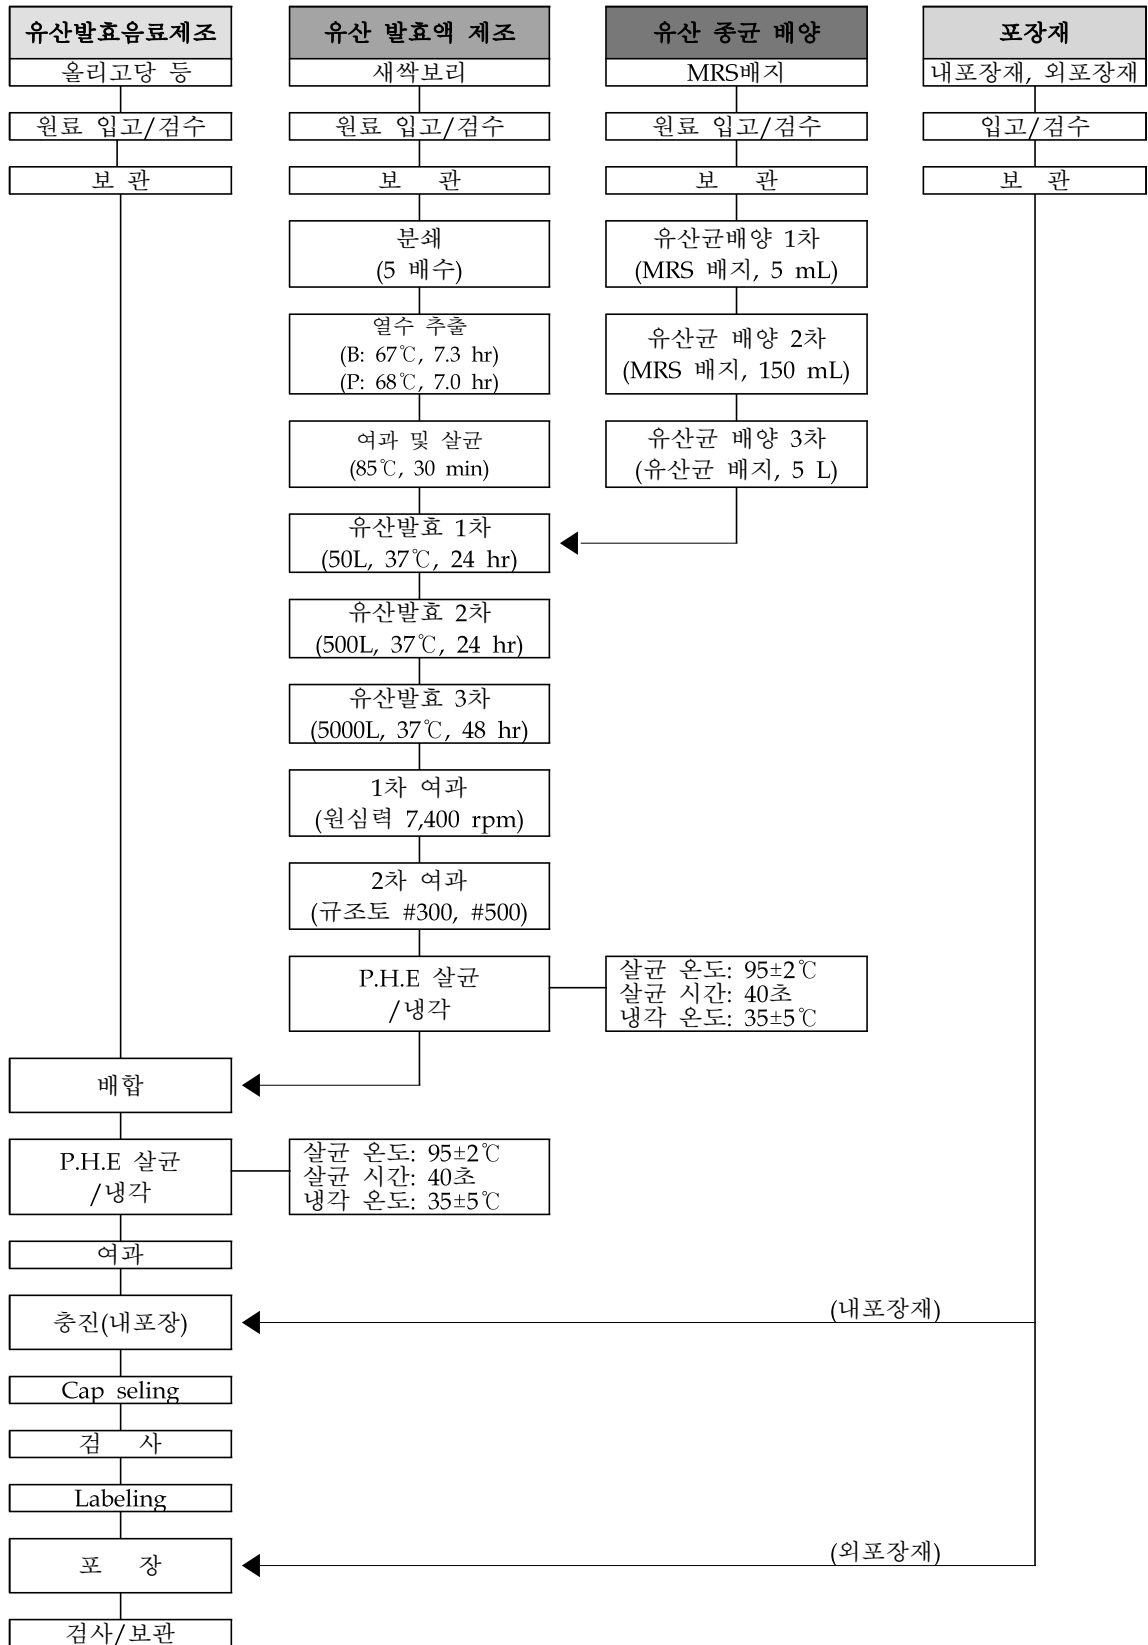 유산발효음료제조
올리고당 등
원료 입고/검수
보 관
유산 발효액 제조
새싹보리
원료 입고/검수
보 관
분쇄
(5 배수)
열수 추출
(B: 67℃, 7.3 hr)
(P: 68℃, 7.0 hr)
여과 및 살균
(85℃, 30 min)
유산발효 1차
(50L, 37℃, 24 hr)
유산발효 2차
(500L, 37℃, 24 hr)
유산발효 3차
(5000L, 37℃, 48 hr)
1차 여과
(원심력 7,400 rpm)
2차 여과
(규조토 #300, #500)
P.H.E 살균
/냉각
살균 온도: 95±2℃
살균 시간: 40초
냉각 온도: 35±5℃
유산 종균 배양
MRS배지
원료 입고/검수
보 관
유산균배양 1차
(MRS 배지, 5 mL)
유산균 배양 2차
(MRS 배지, 150 mL)
유산균 배양 3차
(유산균 배지, 5 L)
포장재
내포장재, 외포장재
입고/검수
보 관
배합
P.H.E 살균
/냉각
살균 온도: 95±2℃
살균 시간: 40초
냉각 온도: 35±5℃
여과
충진(내포장)
(내포장재)
Cap seling
검 사
Labeling
포 장
(외포장재)
검사/보관